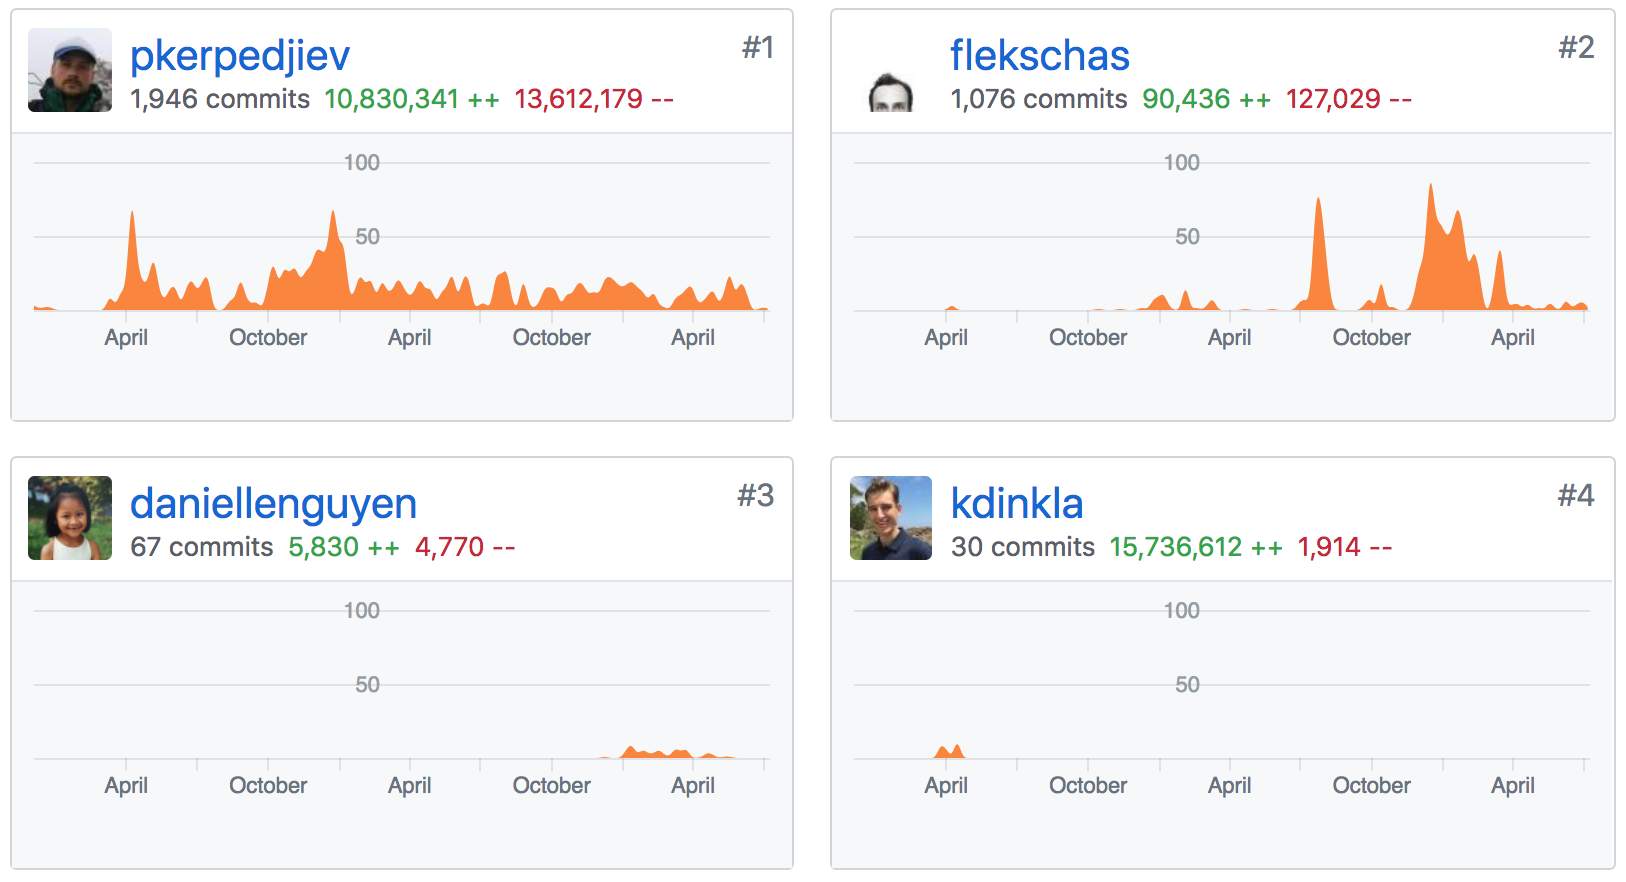 pkerpedjiev #1
1,946 commits 10,830,341 ++ 13,612,179 --
100
50
April October April October April
flekschas #2
1,076 commits 90,436 ++ 127,029 --
100
50
April October April October April
daniellenguyen #3
67 commits 5,830 ++ 4,770 --
100
50
April October April October April
kdinkla #4
30 commits 15,736,612 ++ 1,914 --
100
50
April October April October April